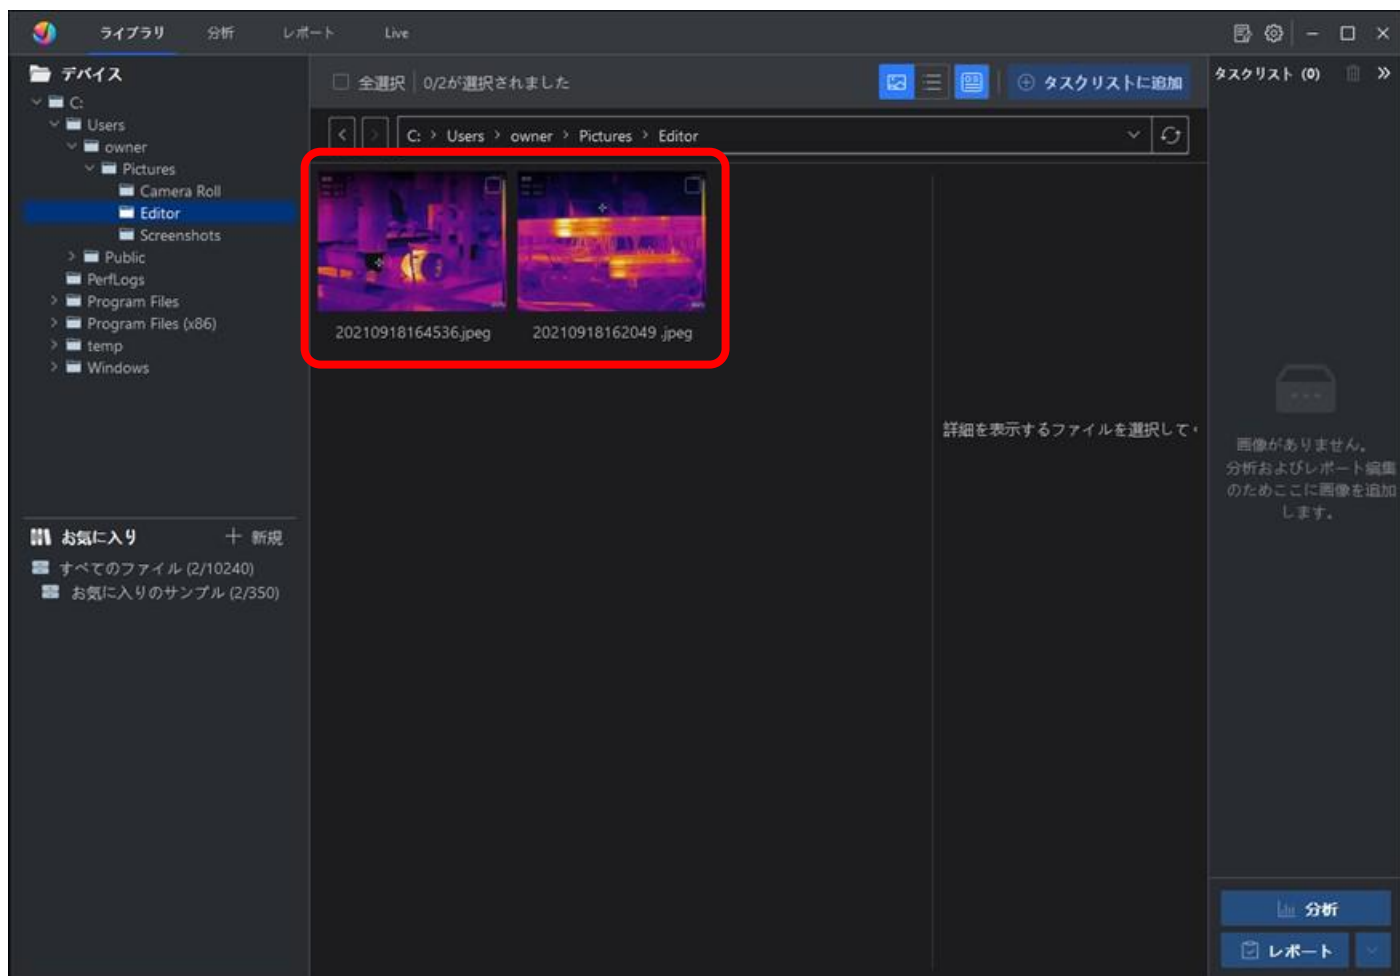 ライブラリ 分析 レポート Live
デバイス
C:
Users
owner
Pictures
Camera Roll
Editor
Screenshots
Public
PerfLogs
Program Files
Program Files (x86)
temp
Windows
お気に入り 新規
すべてのファイル (2/10240)
お気に入りのサンプル (2/350)
全選択 0/2が選択されました
タスクリストに追加
C: > Users > owner > Pictures > Editor
20210918164536.jpeg 20210918162049 .jpeg
詳細を表示するファイルを選択して
タスクリスト (0)
画像がありません。
分析およびレポート編集
のためここに画像を追加
します。
分析
レポート